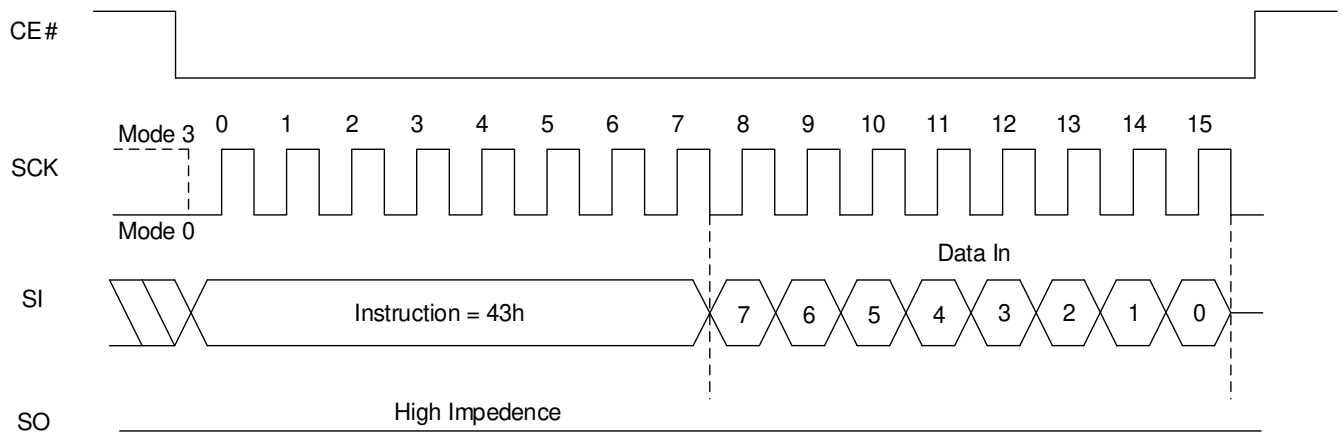 CE#
0 1 2 3 4 5 6 7 8 9 10 11 12 13 14 15
Mode 3
SCK
Mode 0
Data In
SI
Instruction = 43h
7 6 5 4 3 2 1 0
High Impedence
SO